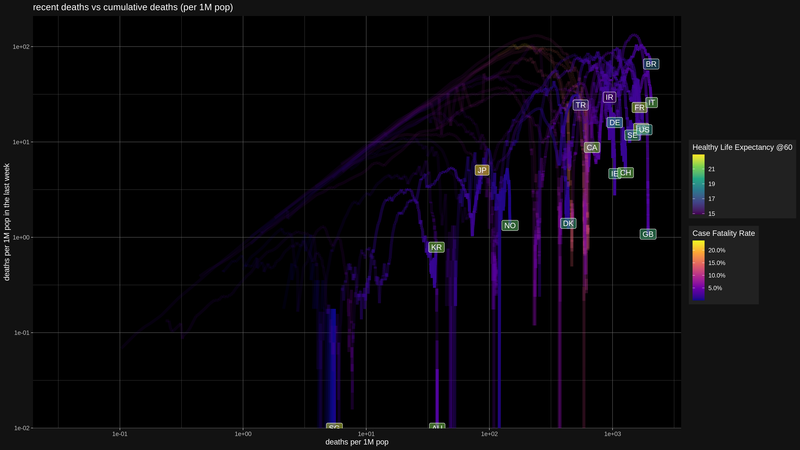 recent deaths vs cumulative deaths (per 1M pop)
1e+02
BR
IR
IT
TR
FR
DE
US
SE
1e+01
CA
JP
IE
CH
NO
DK
1e+00
GB
KR
1e-01
1e-02
SG
AU
1e-01
1e+00
1e+01
1e+02
1e+03
deaths per 1M pop
deaths per 1M pop in the last week
Healthy Life Expectancy @60
21
19
17
15
Case Fatality Rate
20.0%
15.0%
10.0%
5.0%